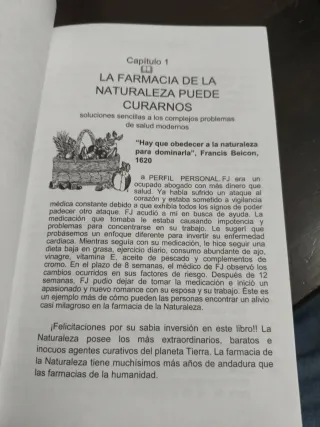 Capítulo 1
LA FARMACIA DE LA
NATURALEZA PUEDE
CURARNOS
soluciones sencillas a los complejos problemas
de salud modernos
“Hay que obedecer a la naturaleza
para dominarla”, Francis Beicon,
1620
a PERFIL PERSONAL.FJ era un
ocupado abogado con más dinero que
salud. Ya había sufrido un ataque al
corazón y estaba sometido a vigilancia
médica constante debido a que exhibía todos los signos de poder
padecer otro ataque. FJ acudió a mí en busca de ayuda. La
medicación que tomaba le estaba causando impotencia y
problemas para concentrarse en su trabajo. Le sugerí que
probásemos un enfoque diferente para invertir su enfermedad
cardiaca. Mientras seguía con su medicación, le hice seguir una
dieta baja en grasa, ejercicio diario, consumo abundante de ajo,
vinagre, vitamina E, aceite de pescado y complementos de
cromo. En el plazo de 8 semanas, el médico de FJ observó los
cambios ocurridos en sus factores de riesgo. Después de 12
semanas, FJ pudio dejar de tomar la medicación e inició un
apasionado y nuevo romance con su esposa y su trabajo. Este es
un ejemplo más de cómo pueden las personas encontrar un alivio
casi milagroso en la farmacia de la Naturaleza.
¡Felicitaciones por su sabia inversión en este libro!! La
Naturaleza posee los más extraordinarios, baratos e
inocuos agentes curativos del planeta Tierra. La farmacia de
la Naturaleza tiene muchísimos más años de andadura que
las farmacias de la humanidad.